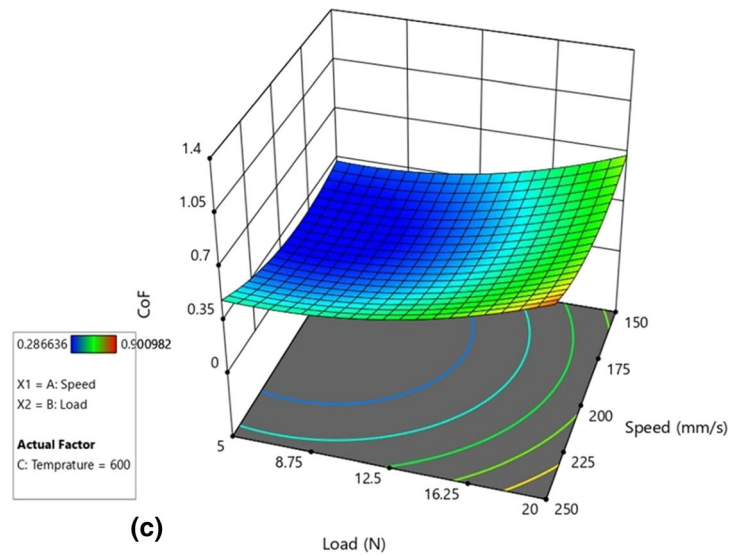 1.4
1.05
0.7
0.35
0
CoF
0.286636 0.900982
X1 = A: Speed
X2 = B: Load
Actual Factor
C: Temprature = 600
5
8.75
12.5
16.25
20
250
225
200
175
150
Speed (mm/s)
Load (N)
(c)